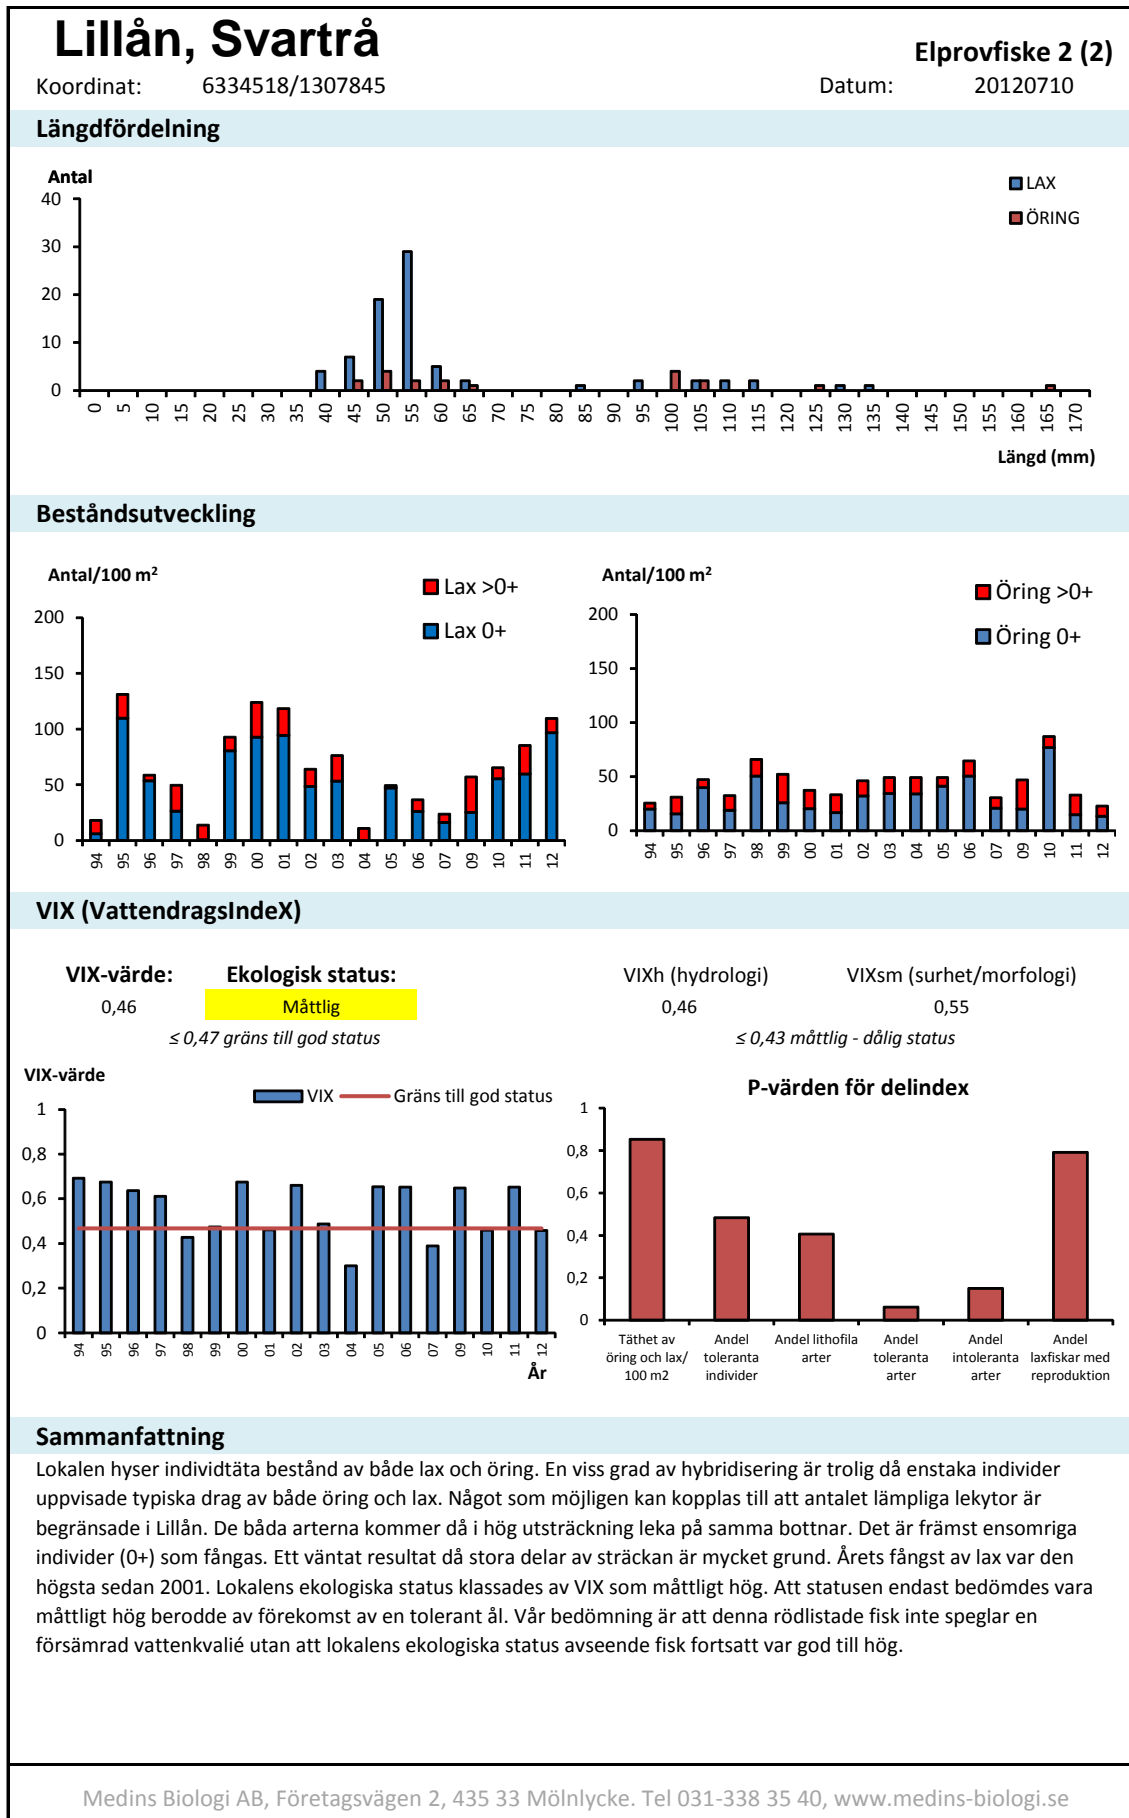 Lillån, Svartrå
Elprovfiske 2 (2)
Koordinat: 6334518/1307845 Datum: 20120710
Längdfördelning
Antal
LAX
ÖRING
40
30
20
10
0
0 5 10 15 20 25 30 35 40 45 50 55 60 65 70 75 80 85 90 95 100 105 110 115 120 125 130 135 140 145 150 155 160 165 170
Längd (mm)
Beståndsutveckling
Antal/100 m²
Lax >0+
Lax 0+
200
150
100
50
0
94 95 96 97 98 99 00 01 02 03 04 05 06 07 09 10 11 12
Antal/100 m²
Öring >0+
Öring 0+
200
150
100
50
0
94 95 96 97 98 99 00 01 02 03 04 05 06 07 09 10 11 12
VIX (VattendragsIndeX)
VIX-värde: Ekologisk status: VIXh (hydrologi) VIXsm (surhet/morfologi)
0,46 Måttlig 0,46 0,55
≤ 0,47 gräns till god status ≤ 0,43 måttlig - dålig status
VIX-värde
VIX Gräns till god status
1
0,8
0,6
0,4
0,2
0
94 95 96 97 98 99 00 01 02 03 04 05 06 07 09 10 11 12
År
P-värden för delindex
1
0,8
0,6
0,4
0,2
0
Täthet av Andel Andel lithofila Andel Andel Andel
öring och lax/ toleranta arter toleranta intoleranta laxfiskar med
100 m2 individer arter arter reproduktion
Sammanfattning
Lokalen hyser individtäta bestånd av både lax och öring. En viss grad av hybridisering är trolig då enstaka individer
uppvisade typiska drag av både öring och lax. Något som möjligen kan kopplas till att antalet lämpliga lekytor är
begränsade i Lillån. De båda arterna kommer då i hög utsträckning leka på samma bottnar. Det är främst ensomriga
individer (0+) som fångas. Ett väntat resultat då stora delar av sträckan är mycket grund. Årets fångst av lax var den
högsta sedan 2001. Lokalens ekologiska status klassades av VIX som måttligt hög. Att statusen endast bedömdes vara
måttligt hög berodde av förekomst av en tolerant ål. Vår bedömning är att denna rödlistade fisk inte speglar en
försämrad vattenkvalié utan att lokalens ekologiska status avseende fisk fortsatt var god till hög.
Medins Biologi AB, Företagsvägen 2, 435 33 Mölnlycke. Tel 031-338 35 40, www.medins-biologi.se